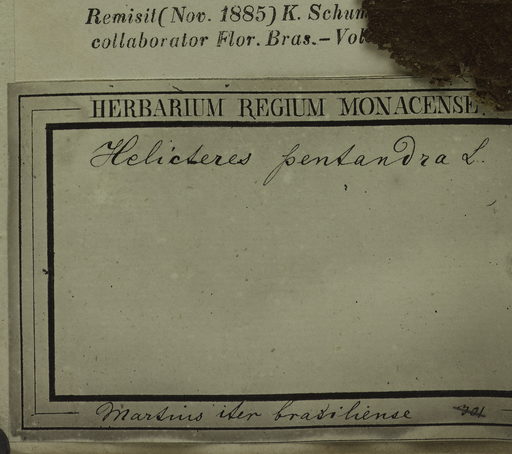 Remisit (Nov. 1885) K. Schum
collaborator Flor. Bras. – Vol
HERBARIUM REGIUM MONACENSE.
Helicteres pentandra L.
Martius iter brasiliense